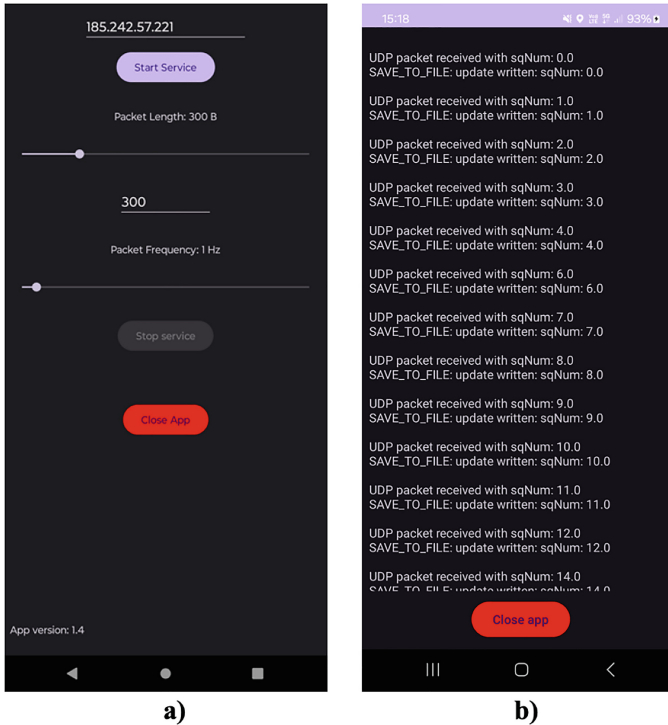 185.242.57.221
Start Service
Packet Length: 300 B
300
Packet Frequency: 1 Hz
Stop service
Close App
App version: 1.4
a)
15:18
93%
UDP packet received with sqNum: 0.0
SAVE_TO_FILE: update written: sqNum: 0.0
UDP packet received with sqNum: 1.0
SAVE_TO_FILE: update written: sqNum: 1.0
UDP packet received with sqNum: 2.0
SAVE_TO_FILE: update written: sqNum: 2.0
UDP packet received with sqNum: 3.0
SAVE_TO_FILE: update written: sqNum: 3.0
UDP packet received with sqNum: 4.0
SAVE_TO_FILE: update written: sqNum: 4.0
UDP packet received with sqNum: 6.0
SAVE_TO_FILE: update written: sqNum: 6.0
UDP packet received with sqNum: 7.0
SAVE_TO_FILE: update written: sqNum: 7.0
UDP packet received with sqNum: 8.0
SAVE_TO_FILE: update written: sqNum: 8.0
UDP packet received with sqNum: 9.0
SAVE_TO_FILE: update written: sqNum: 9.0
UDP packet received with sqNum: 10.0
SAVE_TO_FILE: update written: sqNum: 10.0
UDP packet received with sqNum: 11.0
SAVE_TO_FILE: update written: sqNum: 11.0
UDP packet received with sqNum: 12.0
SAVE_TO_FILE: update written: sqNum: 12.0
UDP packet received with sqNum: 14.0
SAVE_TO_FILE: update written: sqNum: 14.0
Close app
b)